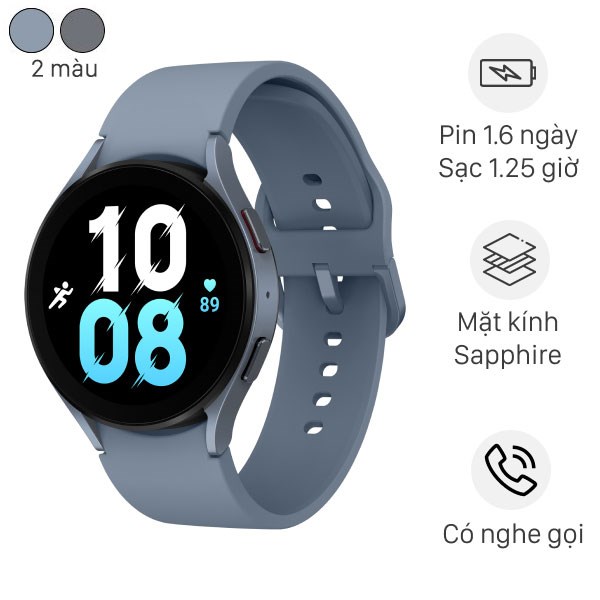 2 màu
10
08
89
Pin 1.6 ngày
Sạc 1.25 giờ
Mặt kính
Sapphire
Có nghe gọi